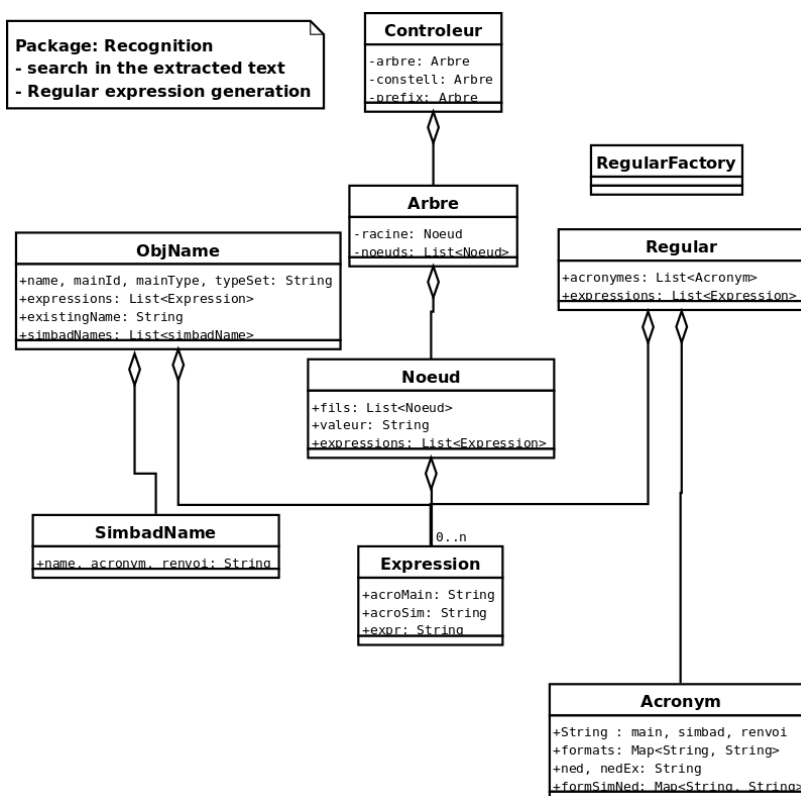 Package: Recognition
- search in the extracted text
- Regular expression generation
Controleur
-arbre: Arbre
-constell: Arbre
-prefix: Arbre
RegularFactory
Arbre
-racine: Noeud
-noeuds: List<Noeud>
ObjName
+name, mainId, mainType, typeSet: String
+expressions: List<Expression>
+existingName: String
+simbadNames: List<simbadName>
Regular
+acronymes: List<Acronym>
+expressions: List<Expression>
Noeud
+fils: List<Noeud>
+valeur: String
+expressions: List<Expression>
SimbadName
+name, acronym, renvoi: String
0..n
Expression
+acroMain: String
+acroSim: String
+expr: String
Acronym
+String : main, simbad, renvoi
+formats: Map<String, String>
+ned, nedEx: String
+formSimNed: Map<String, String>